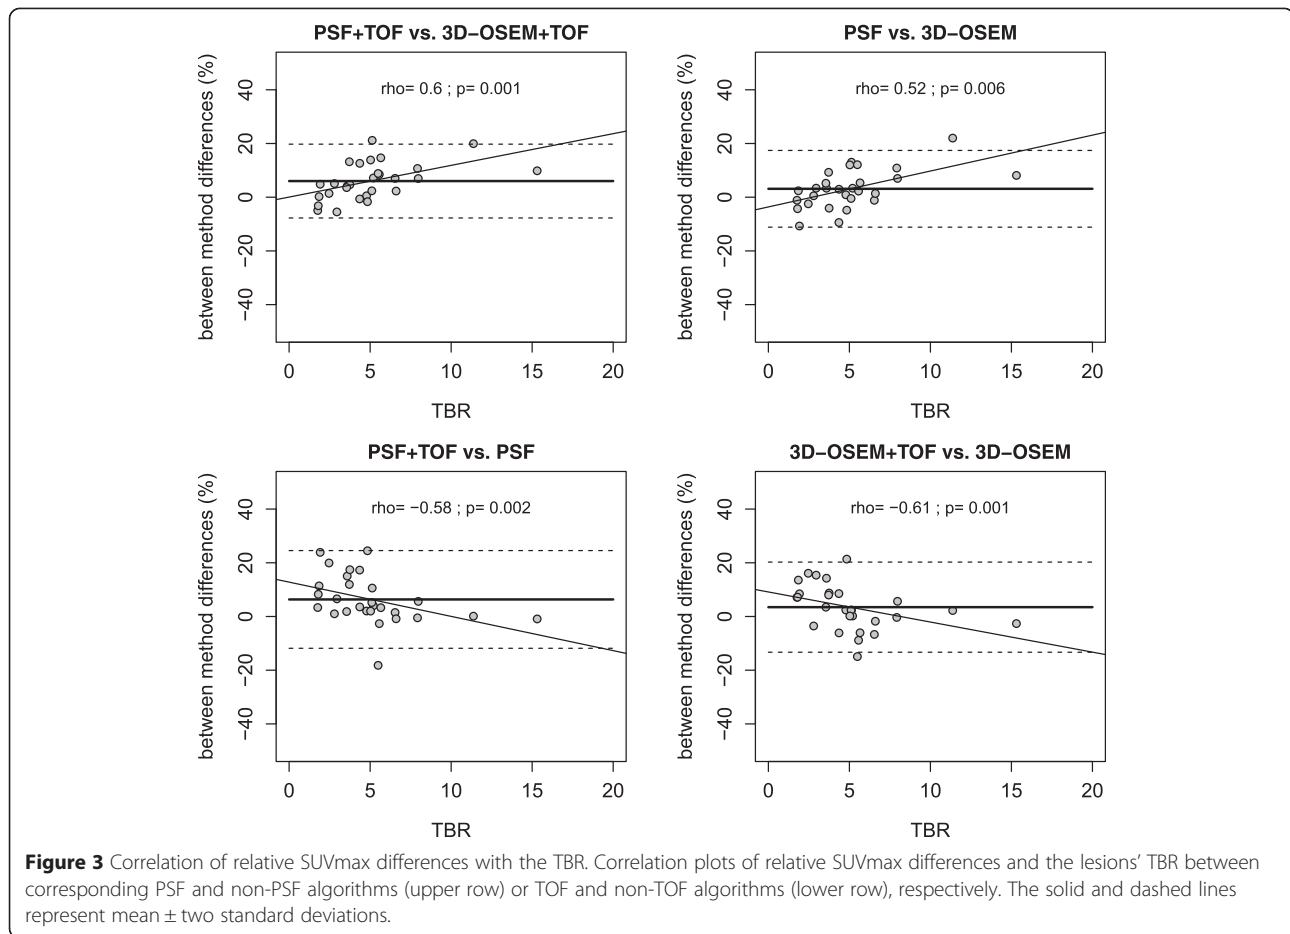 PSF+TOF vs. 3D−OSEM+TOF
between method differences (%)
40
20
0
−20
−40
rho= 0.6 ; p= 0.001
0 5 10 15 20
TBR
PSF vs. 3D−OSEM
between method differences (%)
40
20
0
−20
−40
rho= 0.52 ; p= 0.006
0 5 10 15 20
TBR
PSF+TOF vs. PSF
between method differences (%)
40
20
0
−20
−40
rho= −0.58 ; p= 0.002
0 5 10 15 20
TBR
3D−OSEM+TOF vs. 3D−OSEM
between method differences (%)
40
20
0
−20
−40
rho= −0.61 ; p= 0.001
0 5 10 15 20
TBR
Figure 3 Correlation of relative SUVmax differences with the TBR. Correlation plots of relative SUVmax differences and the lesions’ TBR between
corresponding PSF and non-PSF algorithms (upper row) or TOF and non-TOF algorithms (lower row), respectively. The solid and dashed lines
represent mean ± two standard deviations.